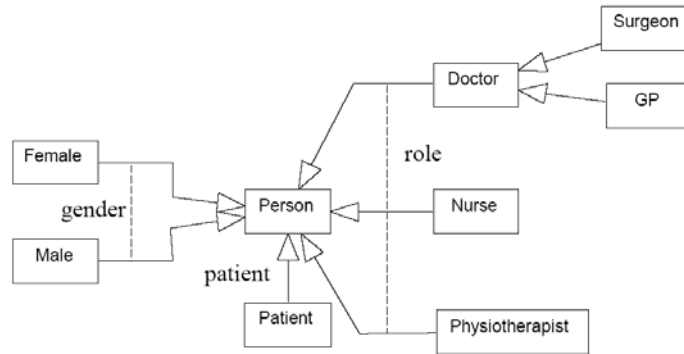 Surgeon
Doctor
GP
Female
role
gender
Person
Nurse
Male
patient
Patient
Physiotherapist